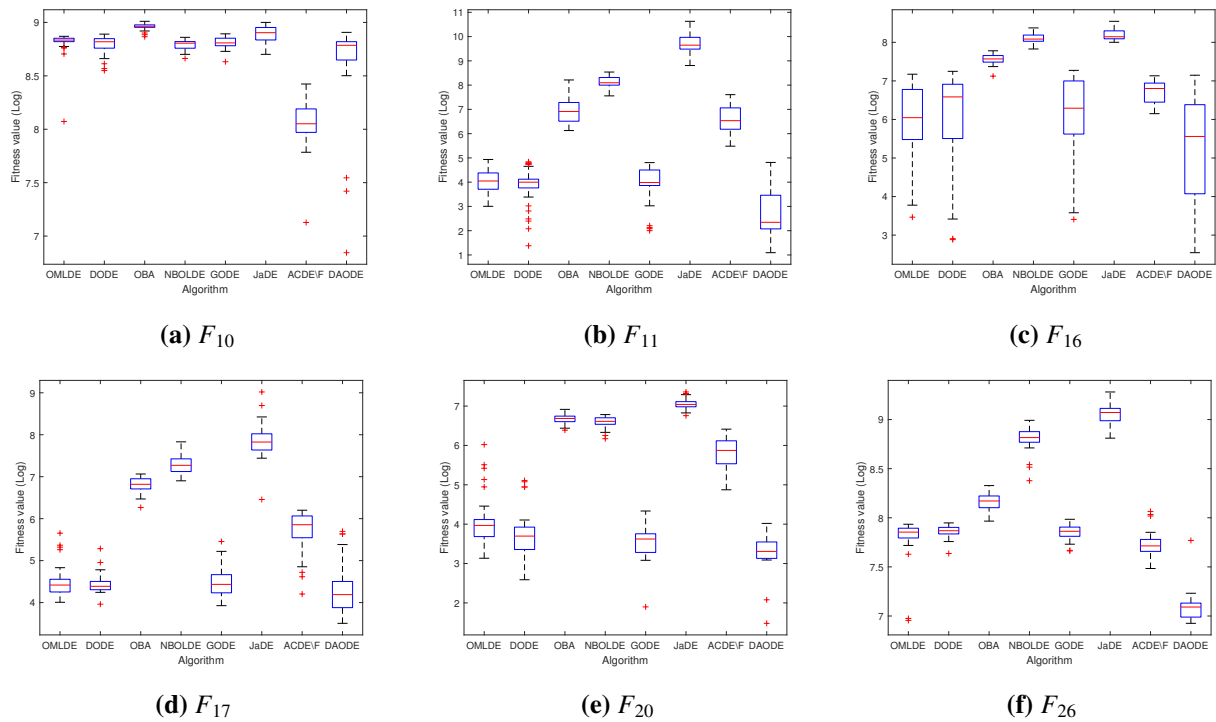 9
8.5
8
7.5
7
Fitness value (Log)
OMLDE DODE OBA NBOLDE GODE JaDE ACDE\F DAODE
Algorithm
(a) F10
11
10
9
8
7
6
5
4
3
2
1
Fitness value (Log)
OMLDE DODE OBA NBOLDE GODE JaDE ACDE\F DAODE
Algorithm
(b) F11
8
7
6
5
4
3
Fitness value (Log)
OMLDE DODE OBA NBOLDE GODE JaDE ACDE\F DAODE
Algorithm
(c) F16
9
8
7
6
5
4
Fitness value (Log)
OMLDE DODE OBA NBOLDE GODE JaDE ACDE\F DAODE
Algorithm
(d) F17
7
6
5
4
3
2
Fitness value (Log)
OMLDE DODE OBA NBOLDE GODE JaDE ACDE\F DAODE
Algorithm
(e) F20
9
8.5
8
7.5
7
Fitness value (Log)
OMLDE DODE OBA NBOLDE GODE JaDE ACDE\F DAODE
Algorithm
(f) F26